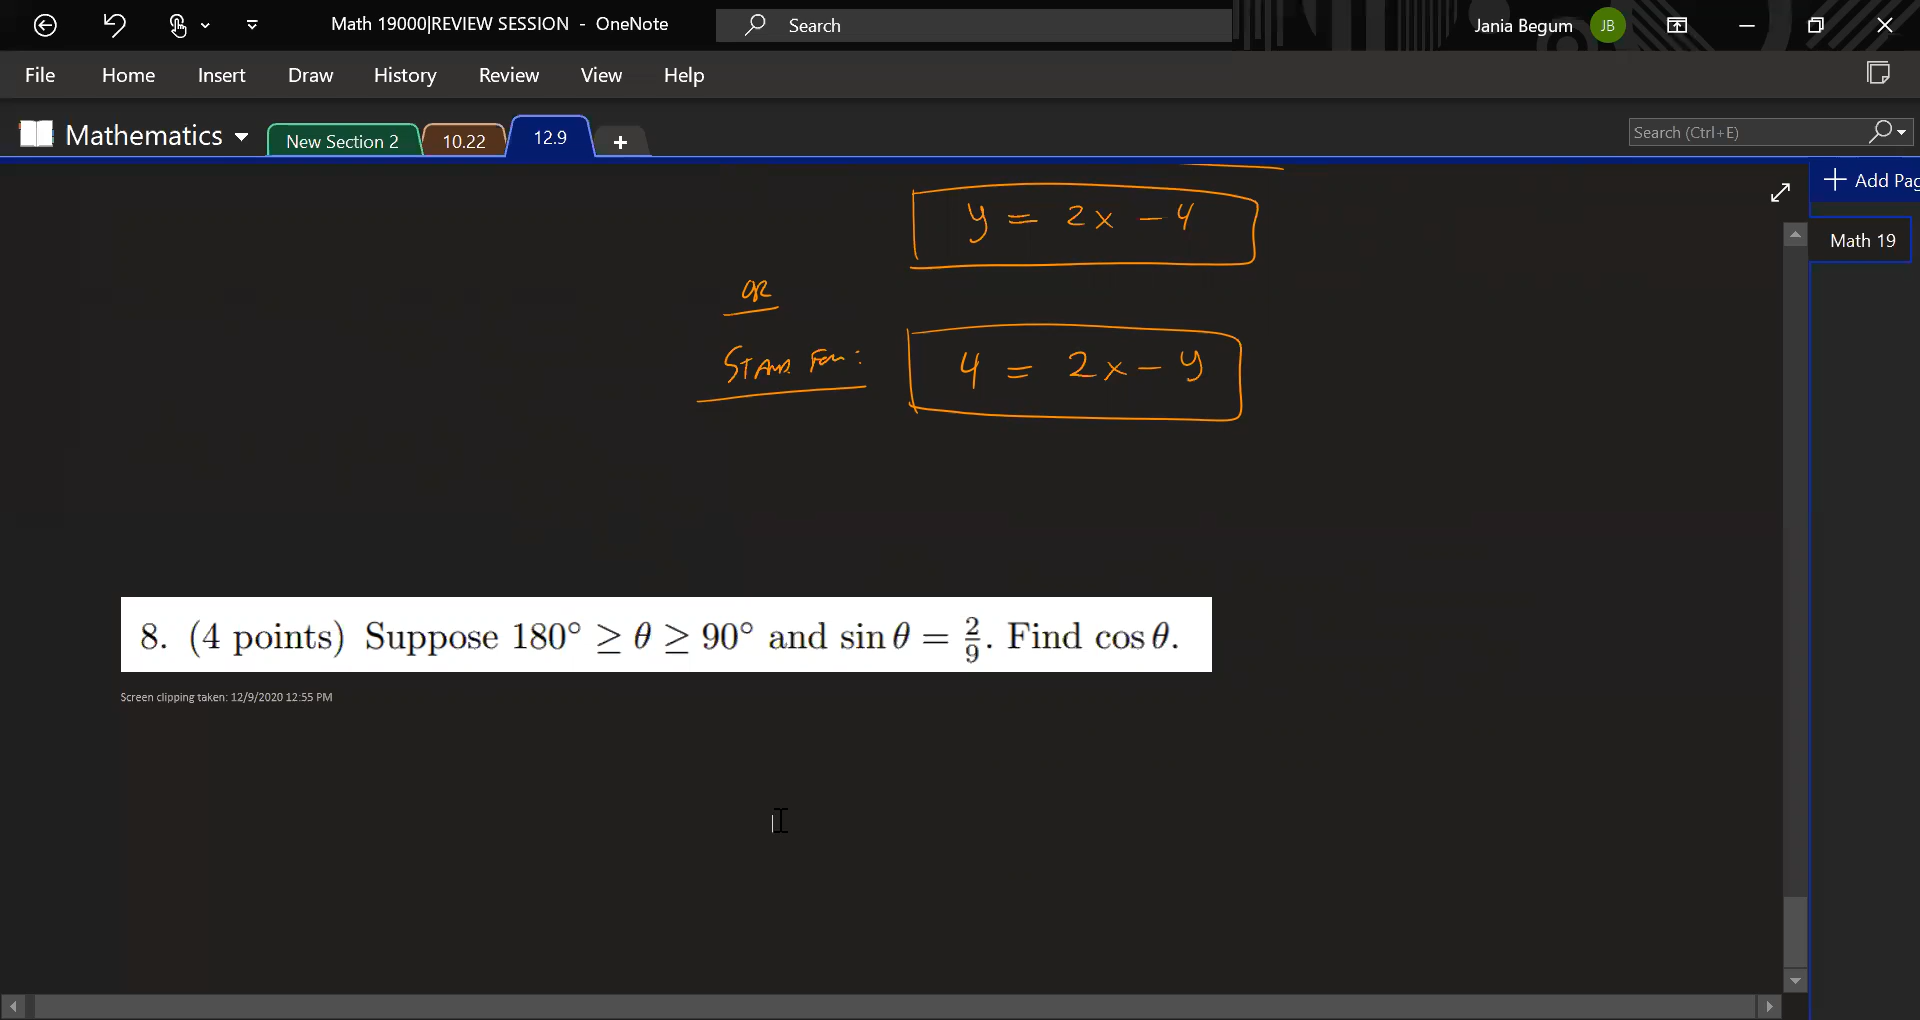 Math 19000|REVIEW SESSION - OneNote
Search
Jania Begum
JB
File Home Insert Draw History Review View Help
Mathematics
New Section 2
10.22
12.9
+
Search (Ctrl+E)
Add Pag
Math 19
y = 2x - 4
OR
STAND. FORM:
4 = 2x - y
8. (4 points) Suppose 180° ≥ θ ≥ 90° and sin θ = 2/9. Find cos θ.
Screen clipping taken: 12/9/2020 12:55 PM